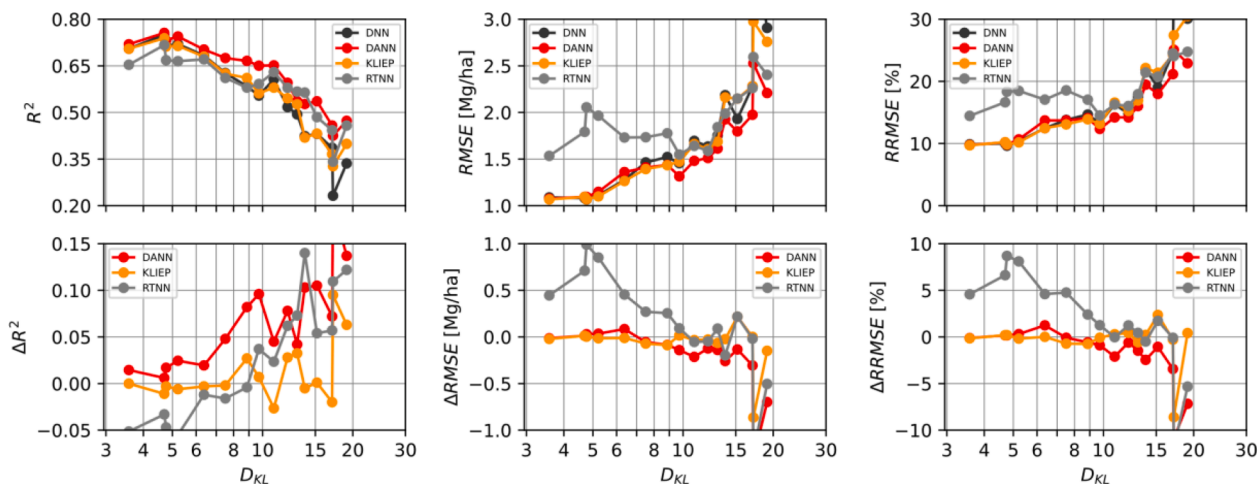 0.80
0.65
0.50
0.35
0.20
R²
DNN
DANN
KLIEP
RTNN
3.0
2.5
2.0
1.5
1.0
RMSE [Mg/ha]
DNN
DANN
KLIEP
RTNN
30
20
10
0
RRMSE [%]
DNN
DANN
KLIEP
RTNN
0.15
0.10
0.05
0.00
−0.05
ΔR²
DANN
KLIEP
RTNN
3 4 5 6 8 10 15 20 30
D_KL
1.0
0.5
0.0
−0.5
−1.0
ΔRMSE [Mg/ha]
DANN
KLIEP
RTNN
3 4 5 6 8 10 15 20 30
D_KL
10
5
0
−5
−10
ΔRRMSE [%]
DANN
KLIEP
RTNN
3 4 5 6 8 10 15 20 30
D_KL